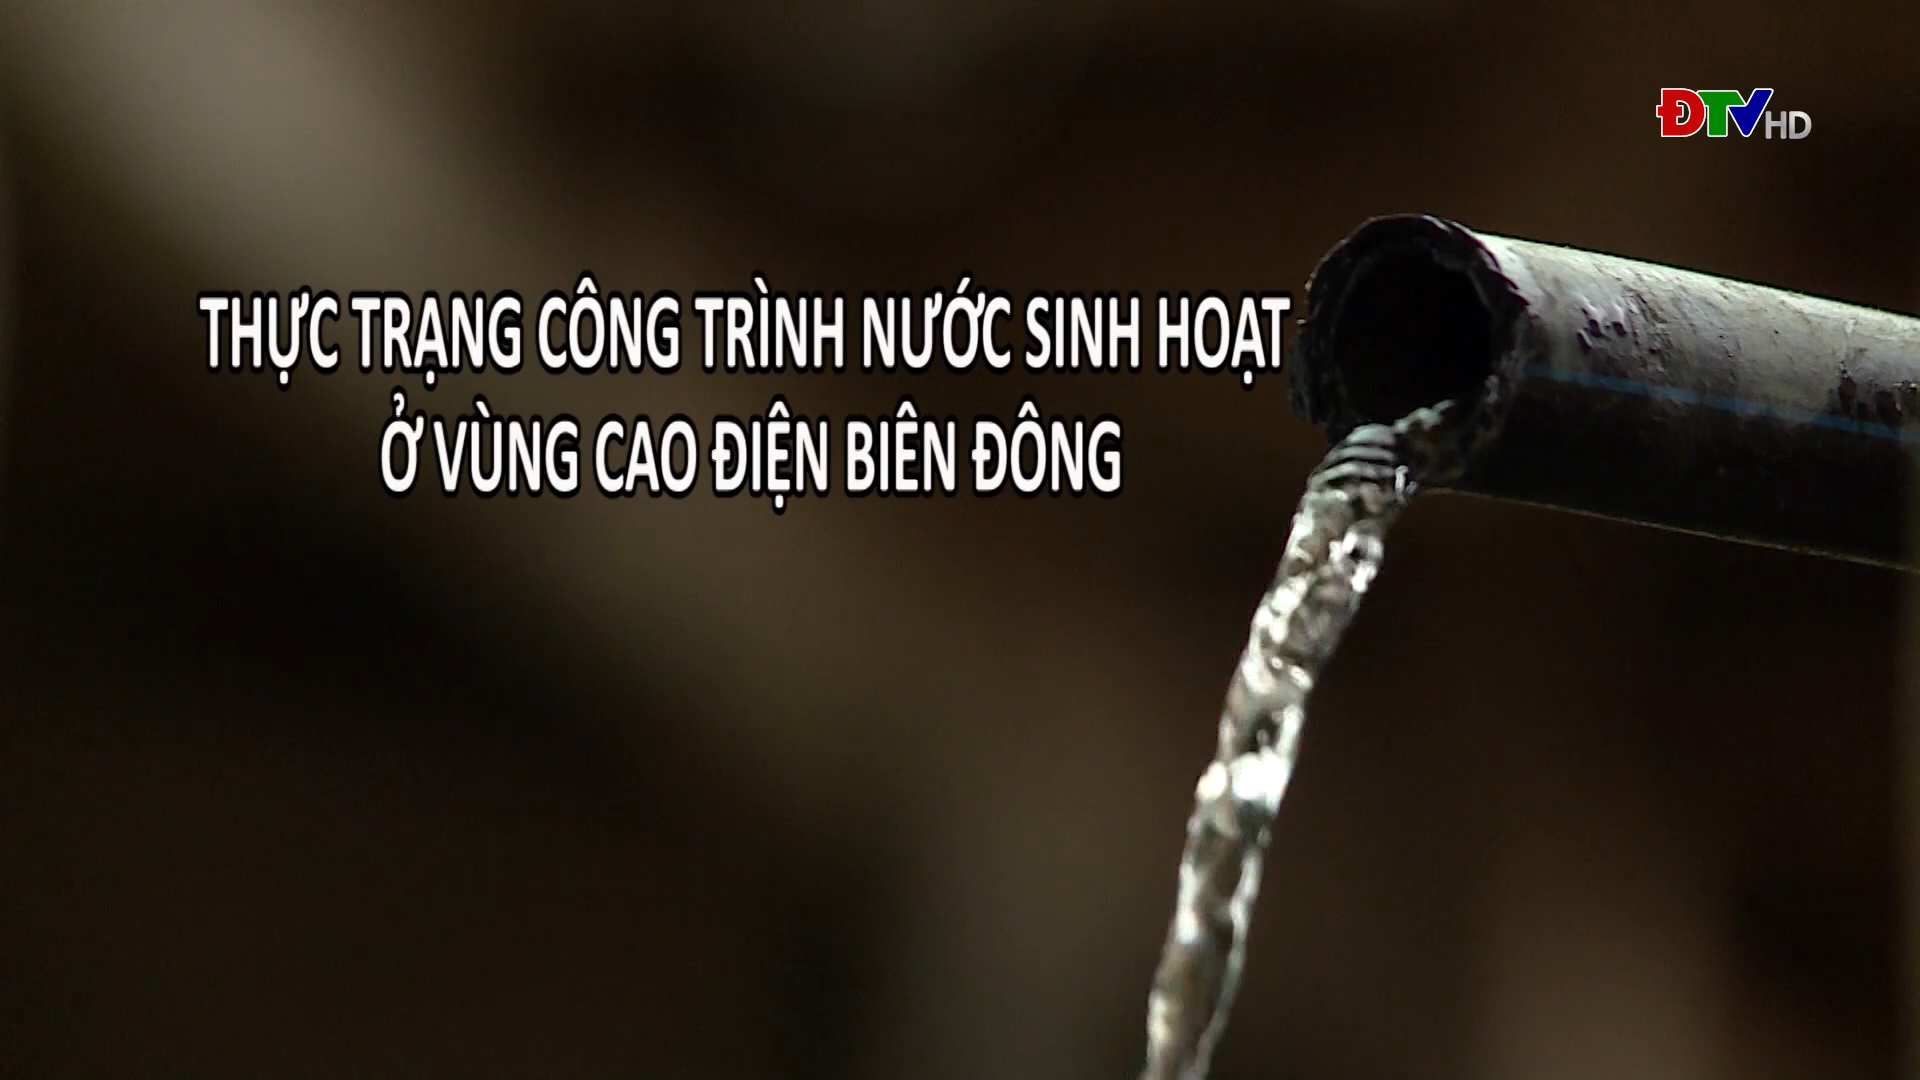 ĐTV HD
THỰC TRẠNG CÔNG TRÌNH NƯỚC SINH HOẠT
Ở VÙNG CAO ĐIỆN BIÊN ĐÔNG